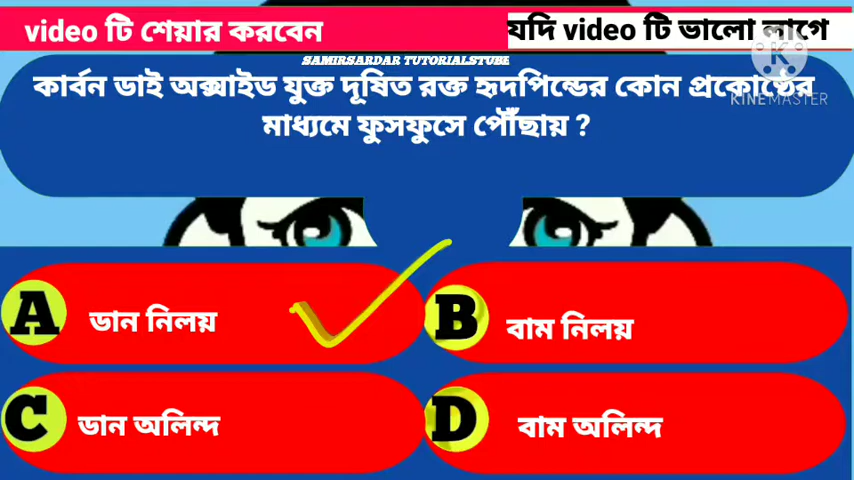 video টি শেয়ার করবেন
যদি video টি ভালো লাগে
SAMIRSARDAR TUTORIALSTUBE
কার্বন ডাই অক্সাইড যুক্ত দূষিত রক্ত হৃদপিন্ডের কোন প্রকোষ্ঠের
মাধ্যমে ফুসফুসে পৌঁছায় ?
K
KINEMASTER
A ডান নিলয়
B বাম নিলয়
C ডান অলিন্দ
D বাম অলিন্দ